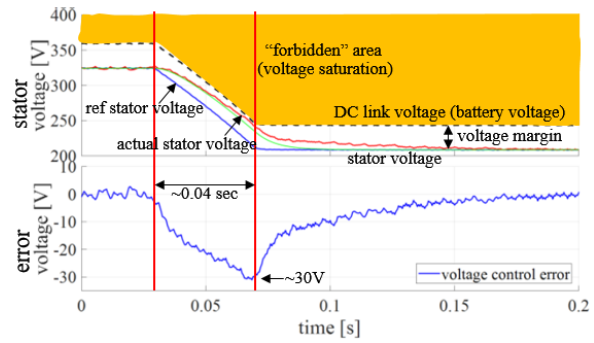 400
350
300
250
200
stator
voltage [V]
"forbidden" area
(voltage saturation)
ref stator voltage
actual stator voltage
DC link voltage (battery voltage)
voltage margin
stator voltage
10
0
-10
-20
-30
error
voltage [V]
~0.04 sec
~30V
voltage control error
0
0.05
0.1
0.15
0.2
time [s]